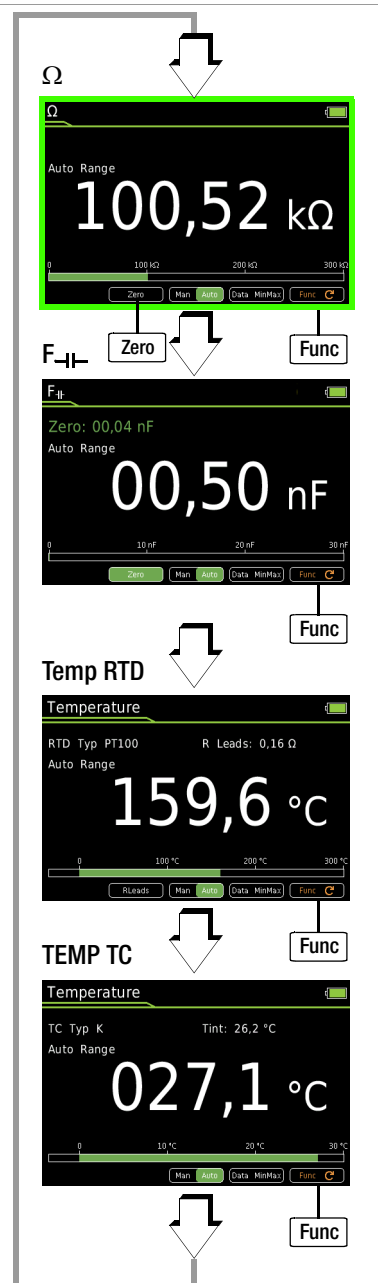 Ω
Ω
Auto Range
100,52 kΩ
0 100 kΩ 200 kΩ 300 kΩ
Zero Man Auto Data MinMax Func
Zero Func
F
F
Zero: 00,04 nF
Auto Range
00,50 nF
0 10 nF 20 nF 30 nF
Zero Man Auto Data MinMax Func
Func
Temp RTD
Temperature
RTD Typ PT100 R Leads: 0,16 Ω
Auto Range
159,6 °C
0 100 °C 200 °C 300 °C
RLeads Man Auto Data MinMax Func
Func
TEMP TC
Temperature
TC Typ K Tint: 26,2 °C
Auto Range
027,1 °C
0 10 °C 20 °C 30 °C
Man Auto Data MinMax Func
Func